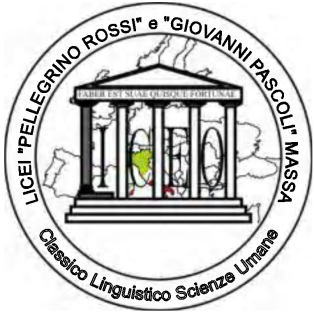 LICEI "PELLEGRINO ROSSI" e "GIOVANNI PASCOLI" MASSA
FABER EST SUAE QUISQUE FORTUNAE
LICEO
Classico Linguistico Scienze Umane